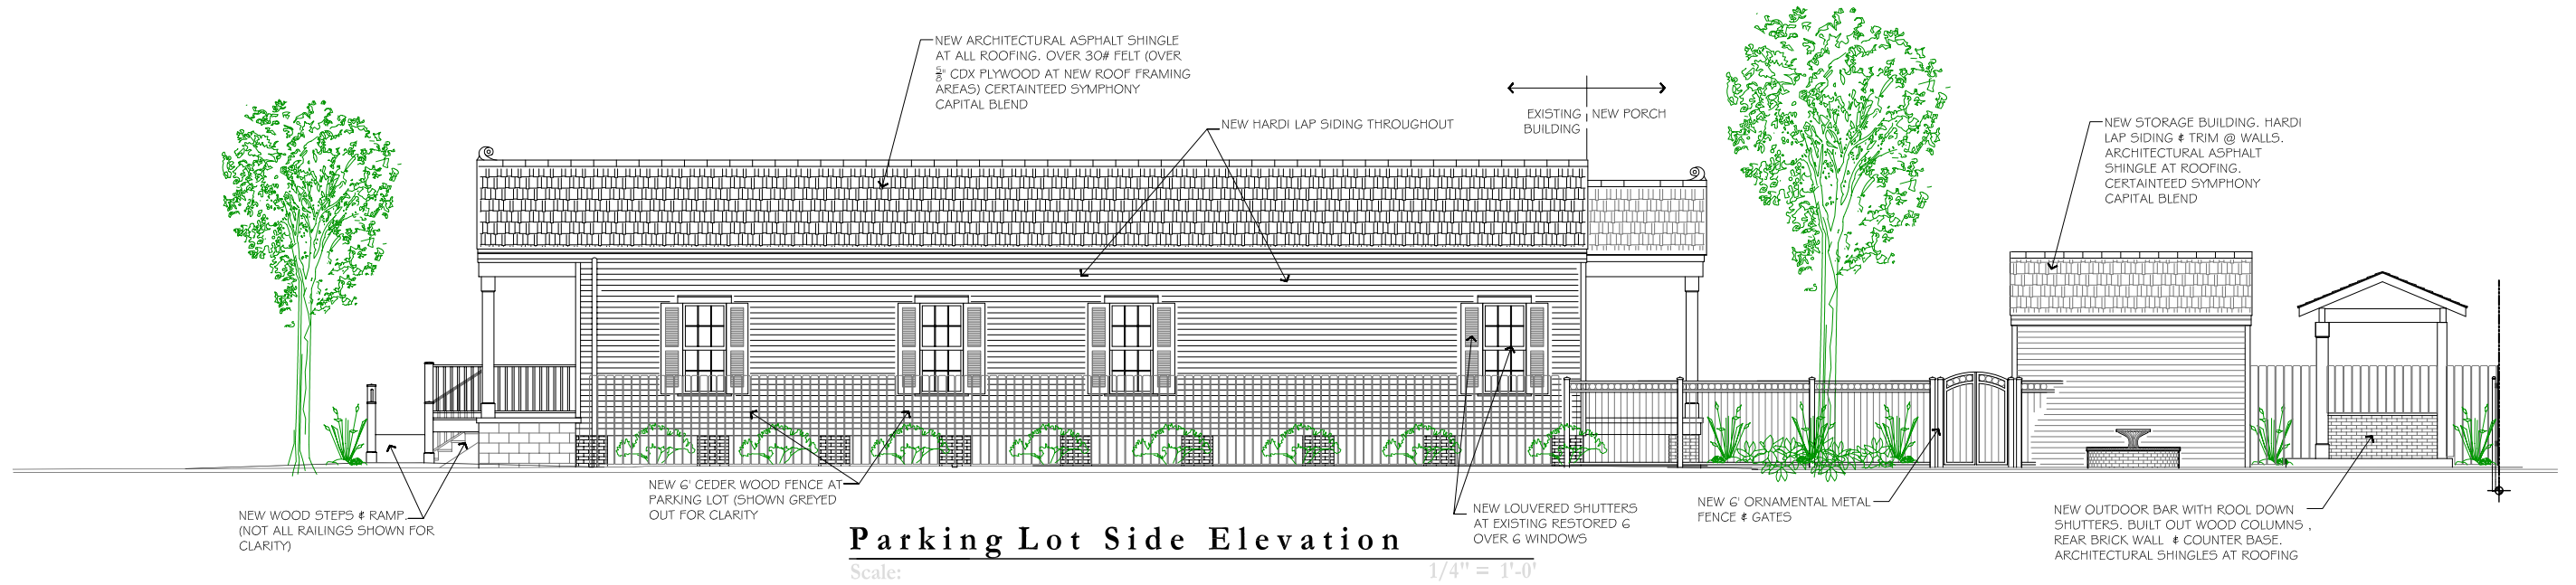 NEW ARCHITECTURAL ASPHALT SHINGLE
AT ALL ROOFING. OVER 30# FELT (OVER
5/8" CDX PLYWOOD AT NEW ROOF FRAMING
AREAS) CERTAINTEED SYMPHONY
CAPITAL BLEND
NEW HARDI LAP SIDING THROUGHOUT
EXISTING
BUILDING
NEW PORCH
NEW STORAGE BUILDING. HARDI
LAP SIDING & TRIM @ WALLS.
ARCHITECTURAL ASPHALT
SHINGLE AT ROOFING.
CERTAINTEED SYMPHONY
CAPITAL BLEND
NEW WOOD STEPS & RAMP.
(NOT ALL RAILINGS SHOWN FOR
CLARITY)
NEW 6' CEDER WOOD FENCE AT
PARKING LOT (SHOWN GREYED
OUT FOR CLARITY
NEW LOUVERED SHUTTERS
AT EXISTING RESTORED 6
OVER 6 WINDOWS
NEW 6' ORNAMENTAL METAL
FENCE & GATES
NEW OUTDOOR BAR WITH ROOL DOWN
SHUTTERS. BUILT OUT WOOD COLUMNS ,
REAR BRICK WALL & COUNTER BASE.
ARCHITECTURAL SHINGLES AT ROOFING
Parking Lot Side Elevation
Scale: 1/4" = 1'-0'